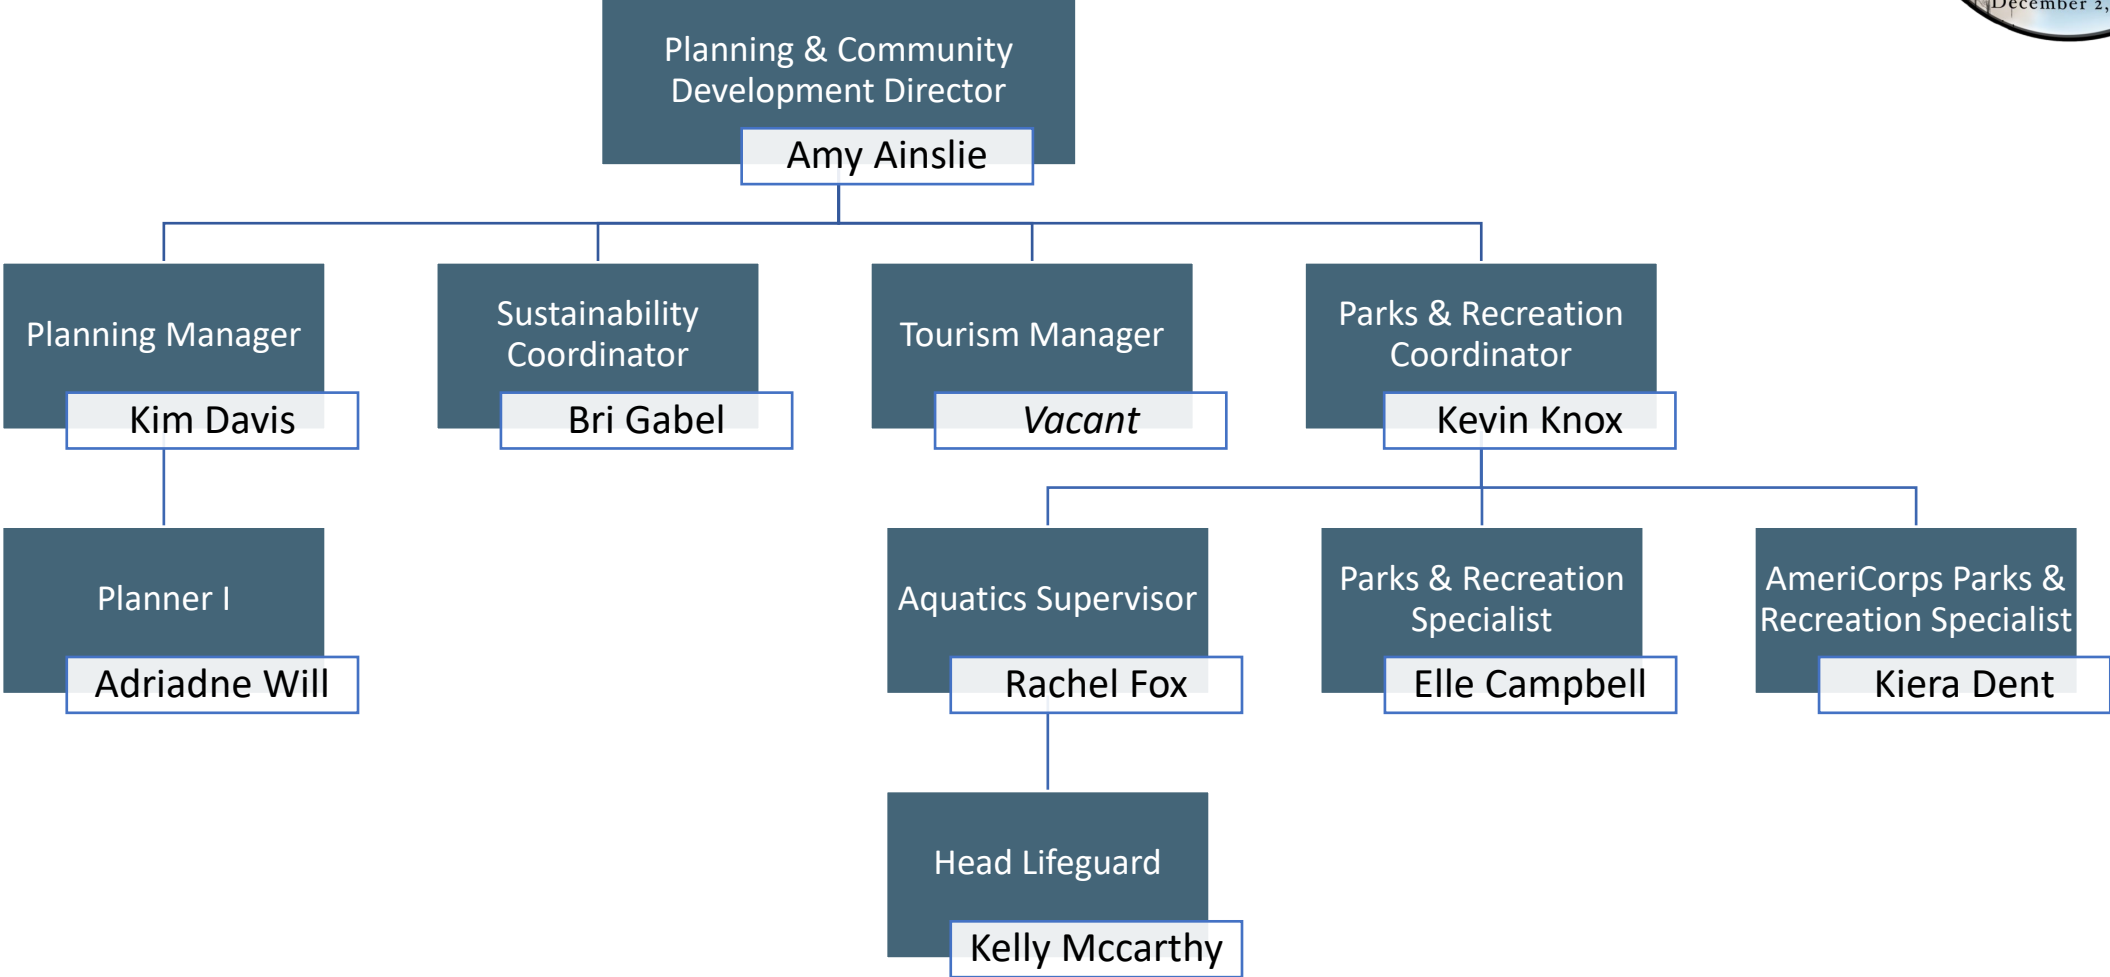 December 2,
Planning & Community
Development Director
Amy Ainslie
Planning Manager
Kim Davis
Sustainability
Coordinator
Bri Gabel
Tourism Manager
Vacant
Parks & Recreation
Coordinator
Kevin Knox
Planner I
Adriadne Will
Aquatics Supervisor
Rachel Fox
Parks & Recreation
Specialist
Elle Campbell
AmeriCorps Parks &
Recreation Specialist
Kiera Dent
Head Lifeguard
Kelly Mccarthy